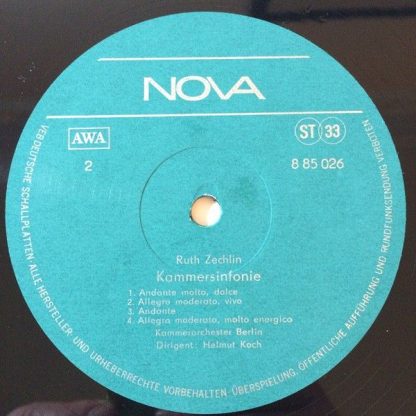 NOVA
AWA
ST 33
2
8 85 026
Ruth Zechlin
Kammersinfonie
1. Andante molto, dolce
2. Allegro moderato, vivo
3. Andante
4. Allegro moderato, molto energico
Kammerorchester Berlin
Dirigent: Helmut Koch
VEB DEUTSCHE SCHALLPLATTEN ALLE HERSTELLER- UND URHEBERRECHTE VORBEHALTEN ÜBERSPIELUNG, ÖFFENTLICHE AUFFÜHRUNG UND RUNDFUNKSENDUNG VERBOTEN